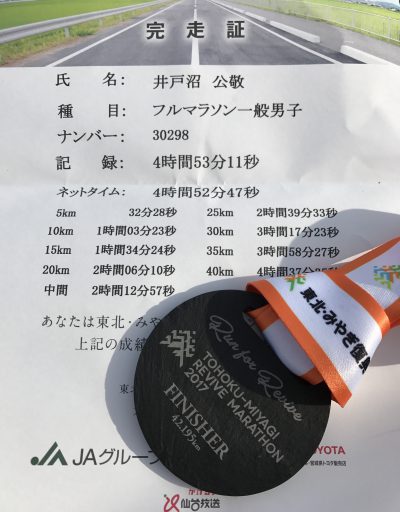 完走証
氏　名： 井戸沼 公敬
種　目： フルマラソン一般男子
ナンバー： 30298
記　録： 4時間53分11秒
ネットタイム： 4時間52分47秒
5km 32分28秒 25km 2時間39分33秒
10km 1時間03分23秒 30km 3時間17分23秒
15km 1時間34分24秒 35km 3時間58分27秒
20km 2時間06分10秒 40km 4時間37分
中間 2時間12分57秒
あなたは東北・みや
上記の成績
東北・みやぎ復
Run for Revive
TOHOKU-MIYAGI
REVIVE MARATHON
2017
FINISHER
42.195km
JAグループ
仙台放送